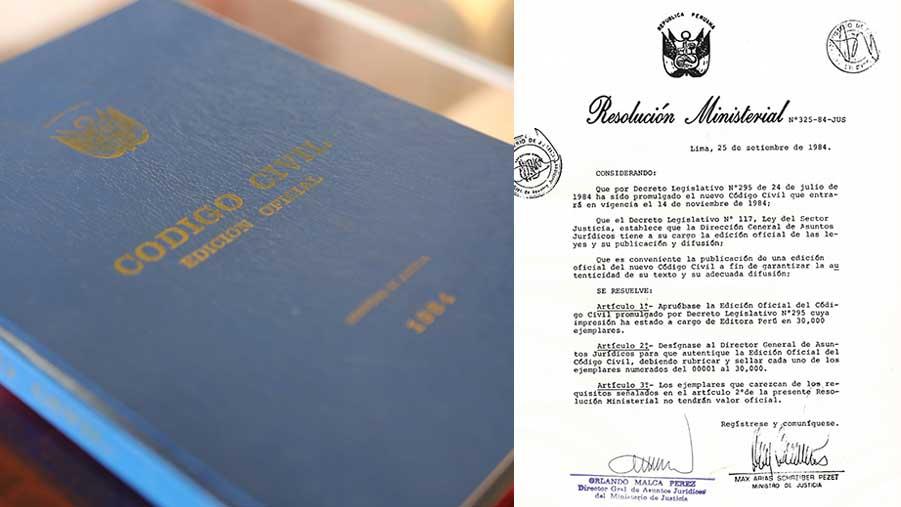 CODIGO CIVIL
EDICION OFICIAL
MINISTERIO DE JUSTICIA
1984
REPUBLICA PERUANA
Resolución Ministerial N°325-84-JUS
Lima, 25 de setiembre de 1984.
CONSIDERANDO:
Que por Decreto Legislativo N°295 de 24 de julio de
1984 ha sido promulgado el nuevo Código Civil que entra-
rá en vigencia el 14 de noviembre de 1984;
Que el Decreto Legislativo N° 117, Ley del Sector
Justicia, establece que la Dirección General de Asuntos
Jurídicos tiene a su cargo la edición oficial de las le-
yes y su publicación y difusión;
Que es conveniente la publicación de una edición
oficial del nuevo Código Civil a fin de garantizar la au
tenticidad de su texto y su adecuada difusión;
SE RESUELVE:
Artículo 1°- Apruébase la Edición Oficial del Códi-
go Civil promulgado por Decreto Legislativo N°295 cuya
impresión ha estado a cargo de Editora Perú en 30,000
ejemplares.
Artículo 2°- Desígnase al Director General de Asun-
tos Jurídicos para que autentique la Edición Oficial del
Código Civil, debiendo rubricar y sellar cada uno de los
ejemplares numerados del 00001 al 30,000.
Artículo 3°- Los ejemplares que carezcan de los re-
quisitos señalados en el artículo 2°de la presente Reso-
lución Ministerial no tendrán valor oficial.
Regístrese y comuníquese.
ORLANDO MALCA PEREZ
Director Gral de Asuntos Jurídicos
del Ministerio de Justicia
MAX ARIAS SCHREIBER PEZET
MINISTRO DE JUSTICIA